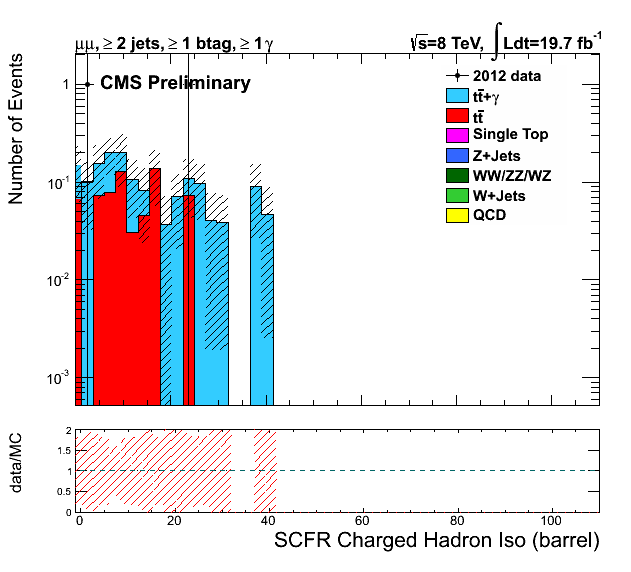 μμ, ≥ 2 jets, ≥ 1 btag, ≥ 1 γ
√s=8 TeV, ∫Ldt=19.7 fb⁻¹
CMS Preliminary
2012 data
tt̄+γ
tt̄
Single Top
Z+Jets
WW/ZZ/WZ
W+Jets
QCD
Number of Events
1
10⁻¹
10⁻²
10⁻³
data/MC
2
1.5
1
0.5
0
0 20 40 60 80 100
SCFR Charged Hadron Iso (barrel)